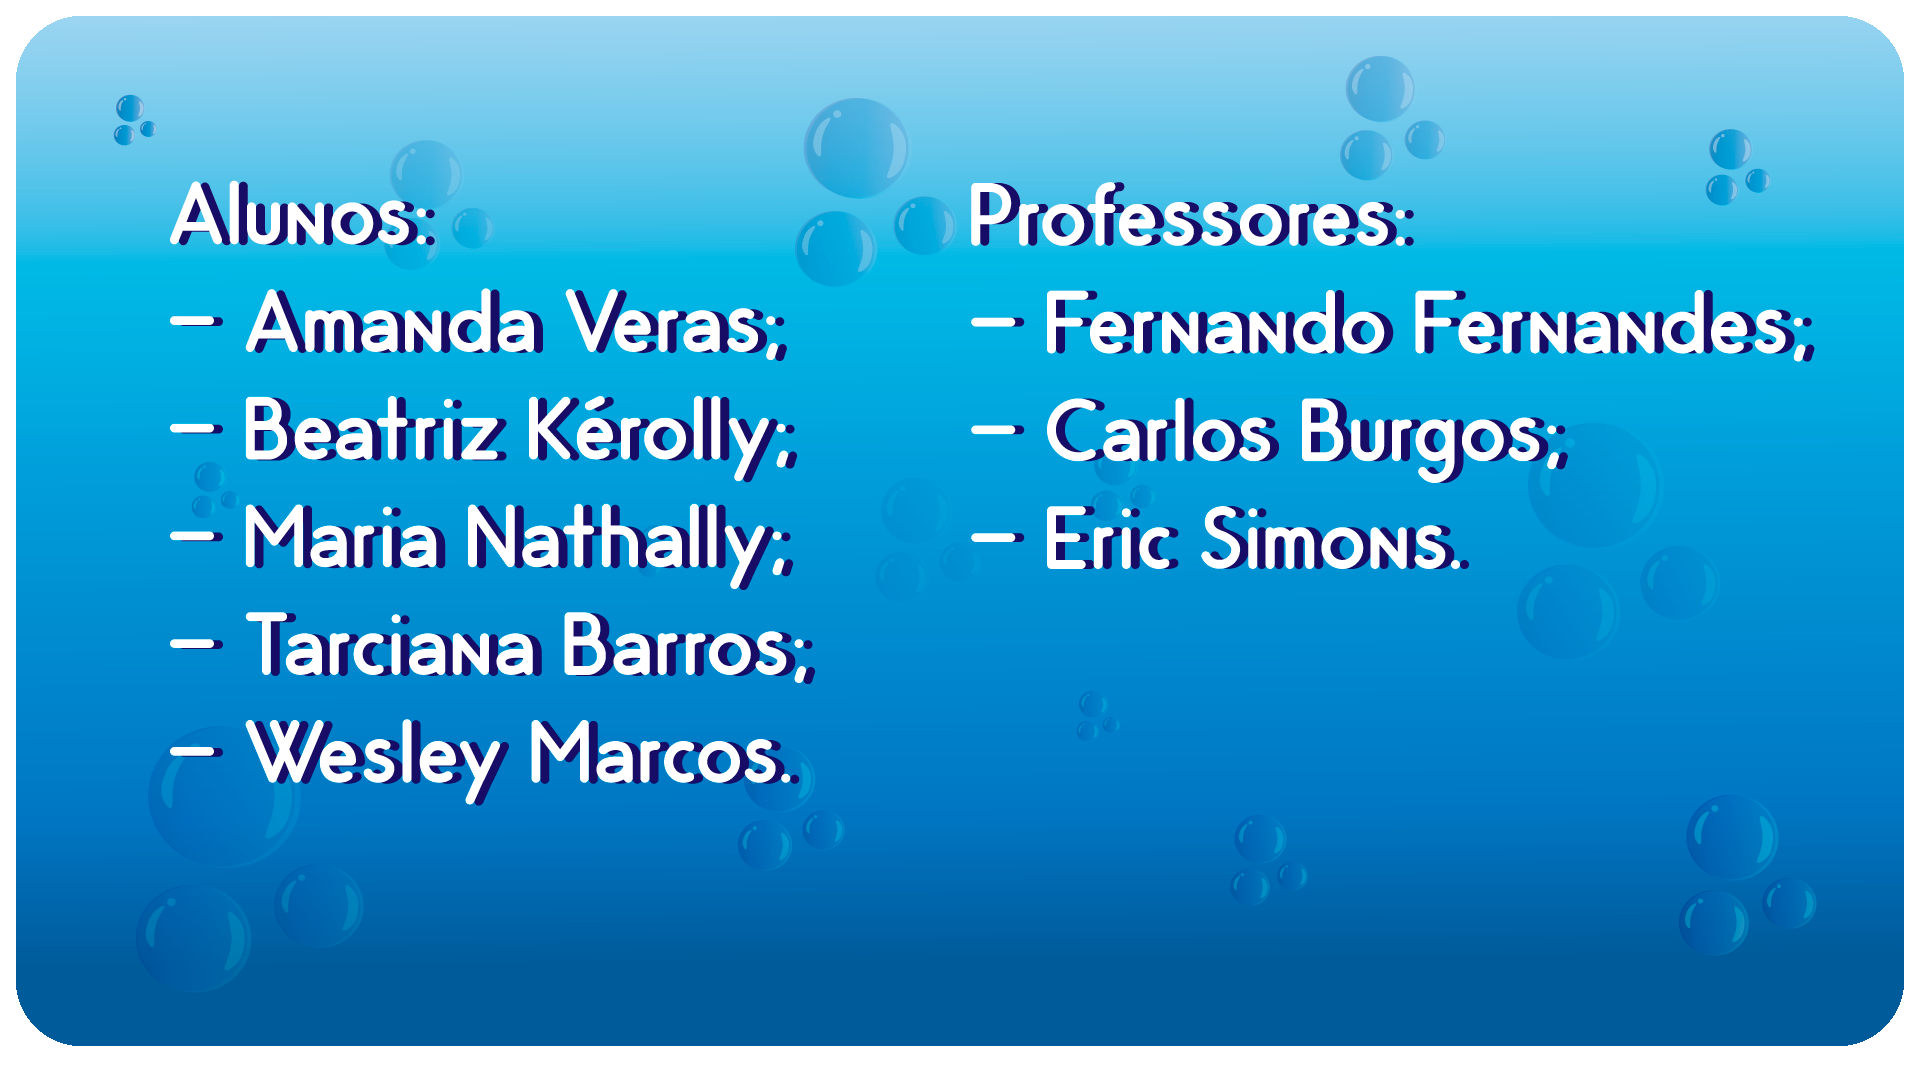 Alunos:
– Amanda Veras;
– Beatriz Kérolly;
– Maria Nathally;
– Tarciana Barros;
– Wesley Marcos.
Professores:
– Fernando Fernandes;
– Carlos Burgos;
– Eric Simons.